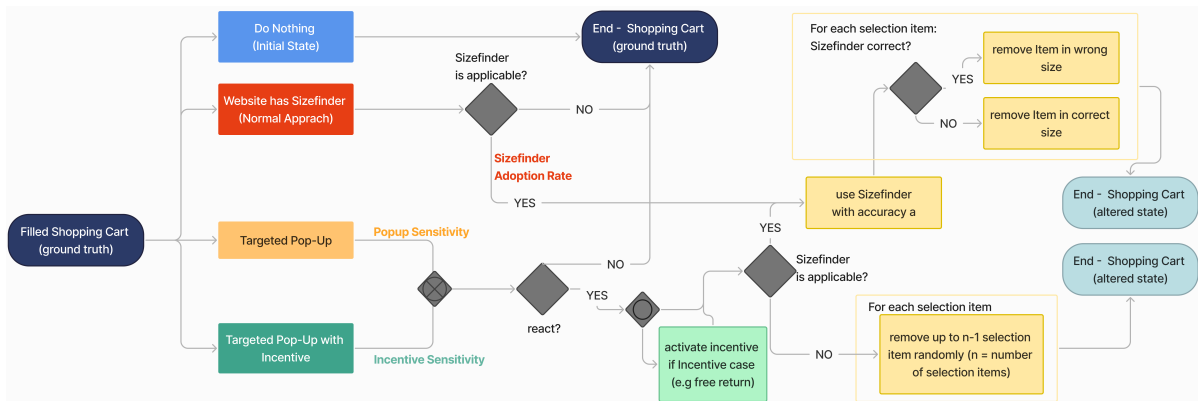 Do Nothing
(Initial State)
End - Shopping Cart
(ground truth)
For each selection item:
Sizefinder correct?
remove Item in wrong
size
YES
NO
remove Item in correct
size
Sizefinder
is applicable?
Website has Sizefinder
(Normal Apprach)
NO
Sizefinder
Adoption Rate
YES
use Sizefinder
with accuracy a
End - Shopping Cart
(altered state)
Filled Shopping Cart
(ground truth)
Targeted Pop-Up
Popup Sensitivity
YES
Sizefinder
is applicable?
End - Shopping Cart
(altered state)
NO
YES
react?
For each selection item
remove up to n-1 selection
item randomly (n = number
of selection items)
NO
Targeted Pop-Up with
Incentive
Incentive Sensitivity
activate incentive
if Incentive case
(e.g free return)